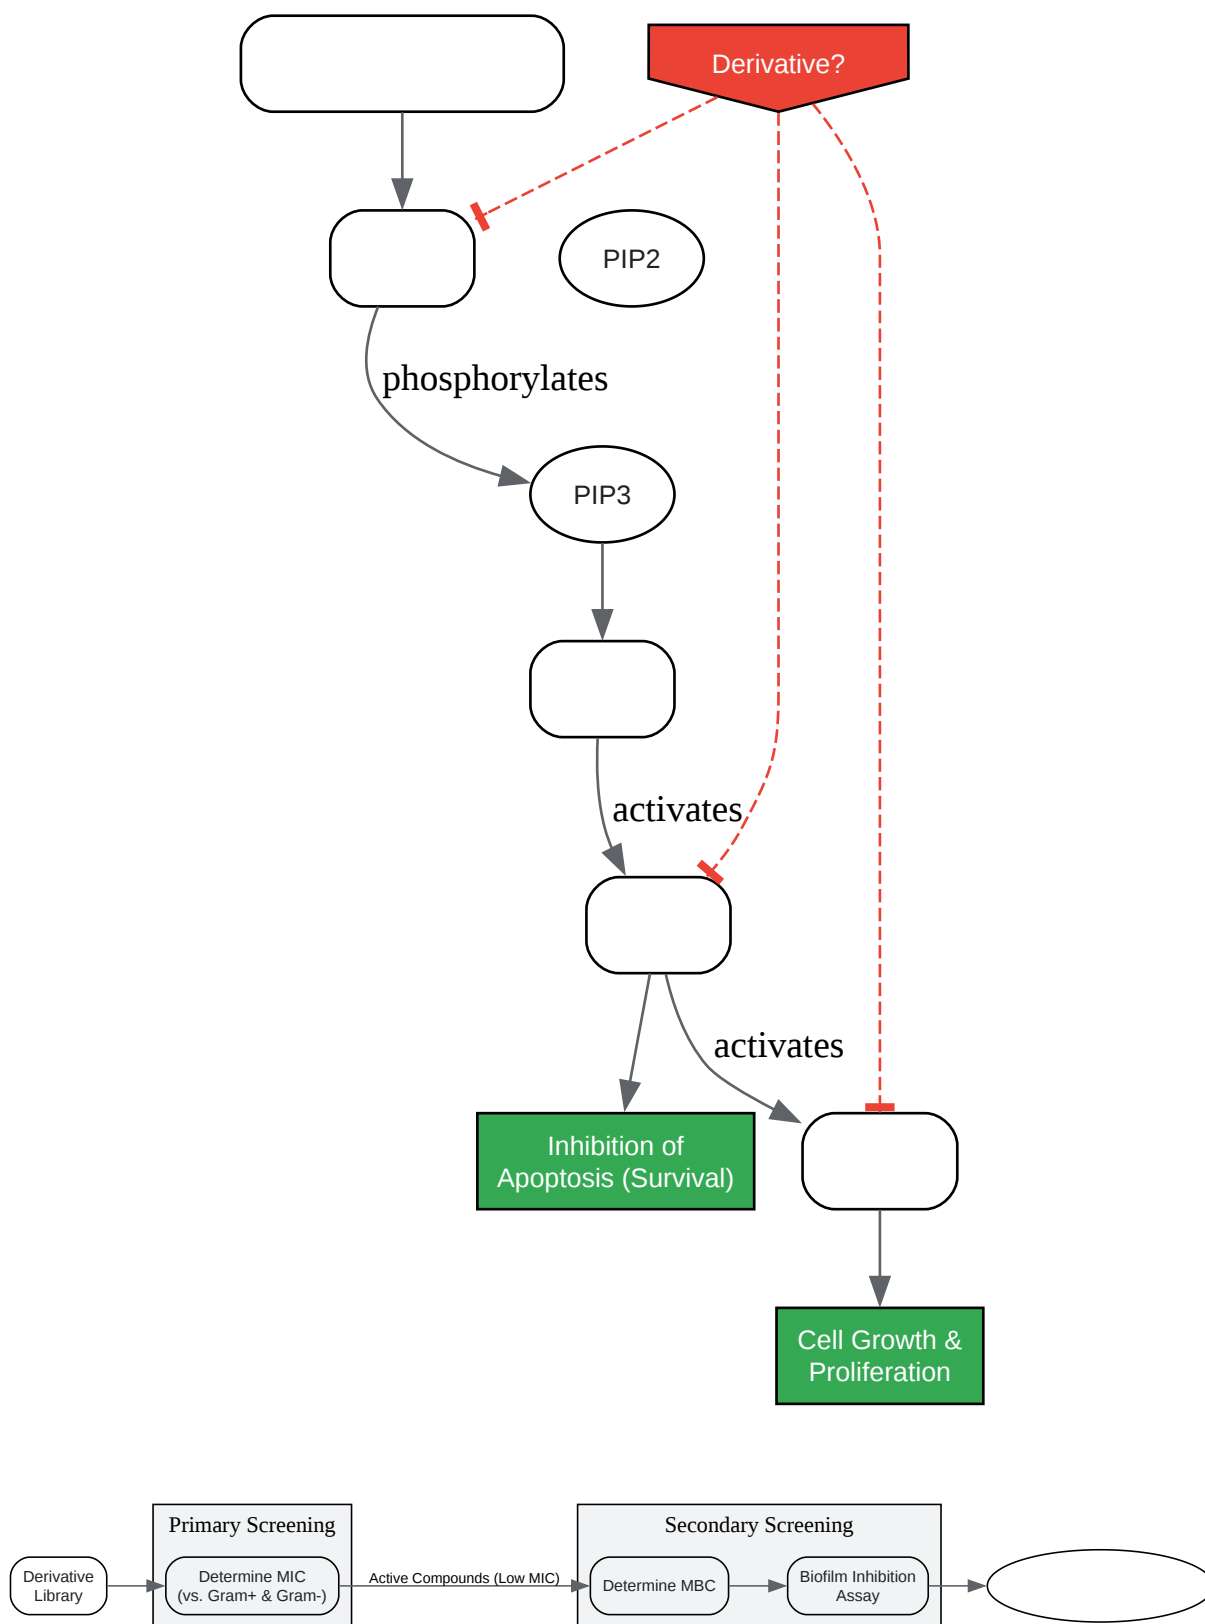 Derivative?
PIP2
phosphorylates
PIP3
activates
activates
Inhibition of
Apoptosis (Survival)
Cell Growth &
Proliferation
Primary Screening
Secondary Screening
Derivative
Library
Determine MIC
(vs. Gram+ & Gram-)
Active Compounds (Low MIC)
Determine MBC
Biofilm Inhibition
Assay